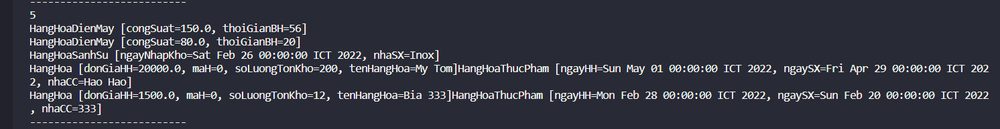 --------------------------
5
HangHoaDienMay [congSuat=150.0, thoiGianBH=56]
HangHoaDienMay [congSuat=80.0, thoiGianBH=20]
HangHoaSanhSu [ngayNhapKho=Sat Feb 26 00:00:00 ICT 2022, nhaSX=Inox]
HangHoa [donGiaHH=20000.0, maH=0, soLuongTonKho=200, tenHangHoa=My Tom]HangHoaThucPham [ngayHH=Sun May 01 00:00:00 ICT 2022, ngaySX=Fri Apr 29 00:00:00 ICT 202
2, nhaCC=Hao Hao]
HangHoa [donGiaHH=1500.0, maH=0, soLuongTonKho=12, tenHangHoa=Bia 333]HangHoaThucPham [ngayHH=Mon Feb 28 00:00:00 ICT 2022, ngaySX=Sun Feb 20 00:00:00 ICT 2022
, nhaCC=333]
--------------------------